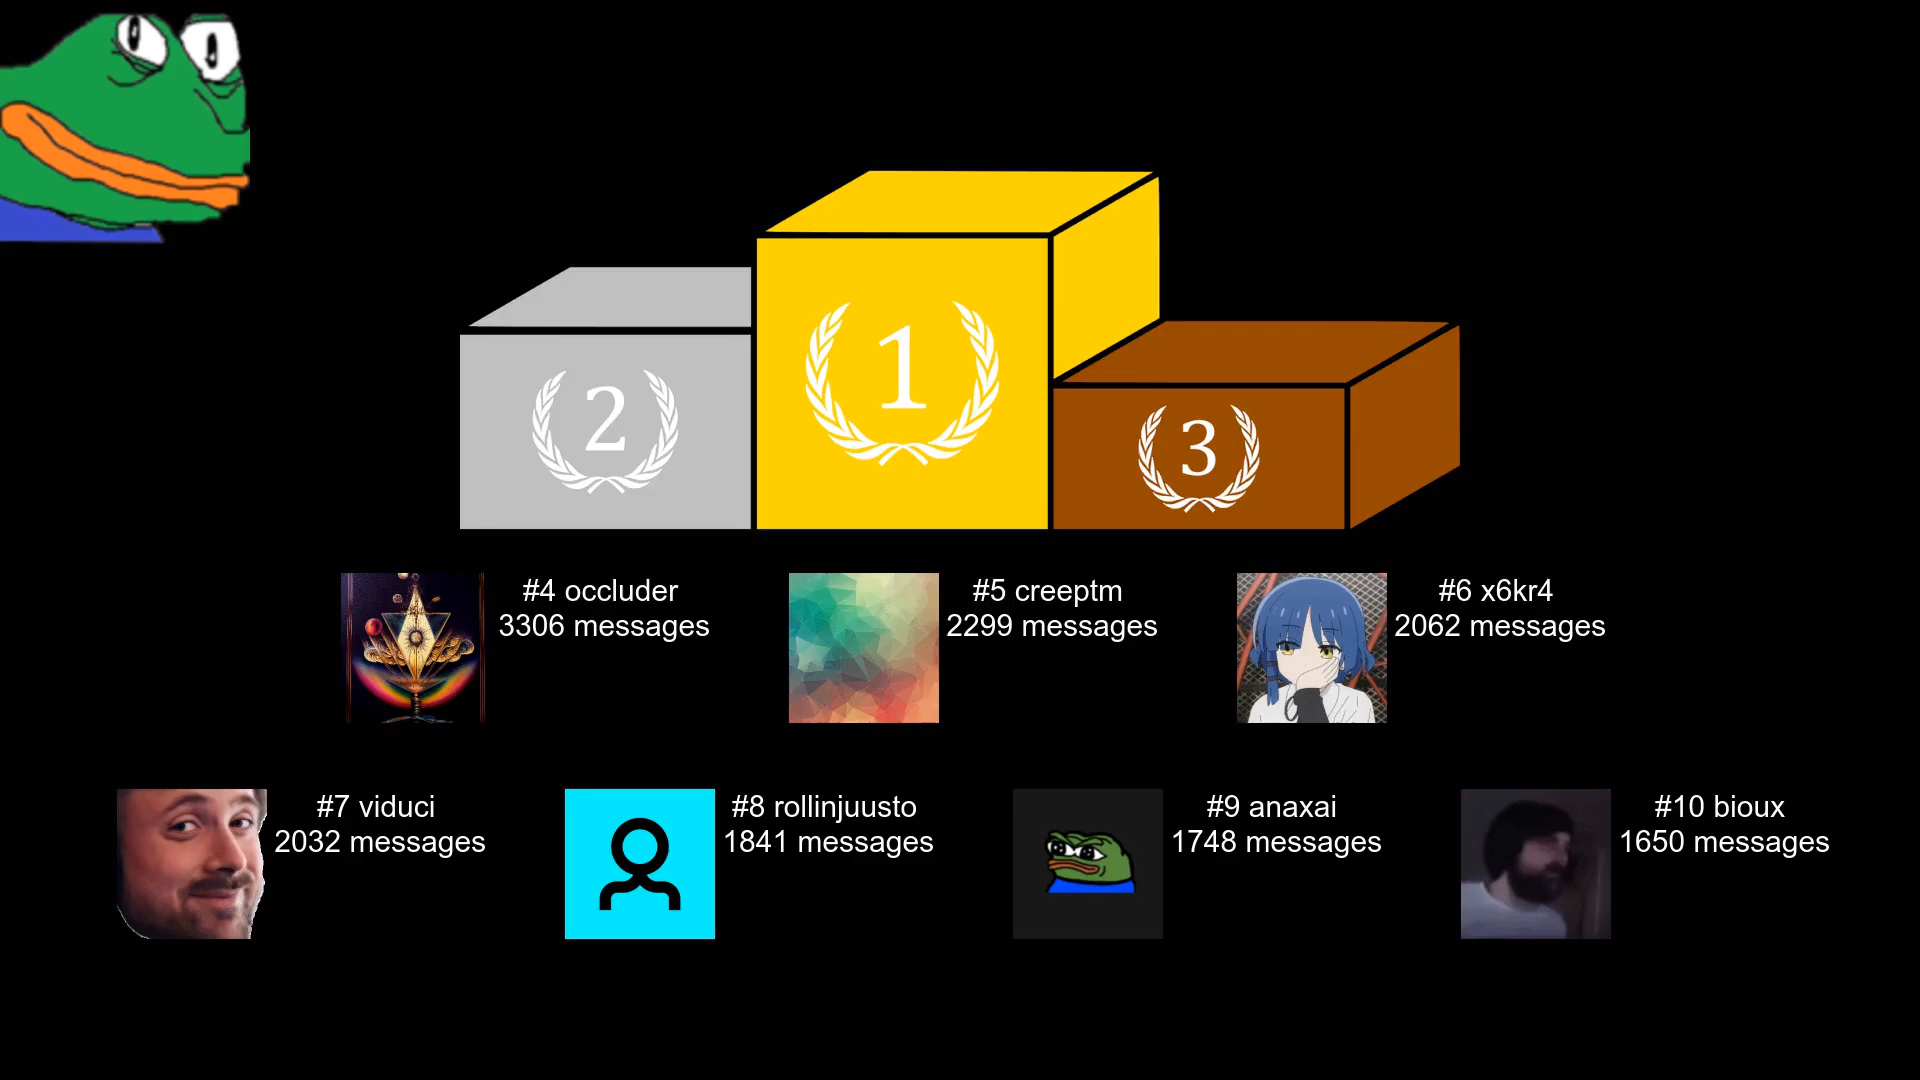 1
2
3
#4 occluder
3306 messages
#5 creeptm
2299 messages
#6 x6kr4
2062 messages
#7 viduci
2032 messages
#8 rollinjuusto
1841 messages
#9 anaxai
1748 messages
#10 bioux
1650 messages